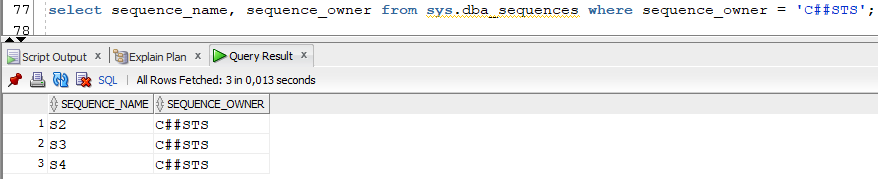 77 select sequence_name, sequence_owner from sys.dba_sequences where sequence_owner = 'C##STS';
78
Script Output x Explain Plan x Query Result x
SQL | All Rows Fetched: 3 in 0,013 seconds
SEQUENCE_NAME SEQUENCE_OWNER
1 S2 C##STS
2 S3 C##STS
3 S4 C##STS